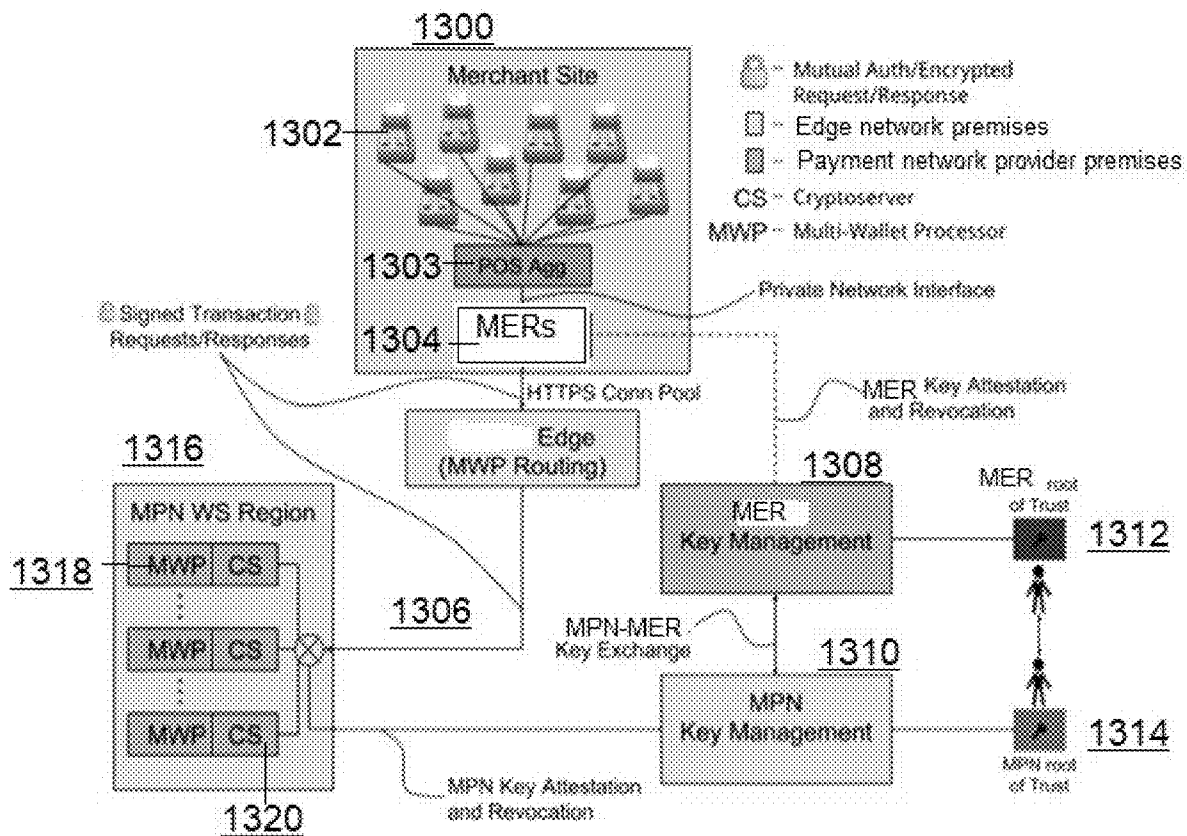 1300
Merchant Site
1302
1303
POS Agg
1304
MERs
Mutual Auth/Encrypted
Request/Response
Edge network premises
Payment network provider premises
CS - Cryptoserver
MWP - Multi-Wallet Processor
Private Network Interface
Signed Transaction
Requests/Responses
HTTPS Conn Pool
Edge
(MWP Routing)
MER Key Attestation
and Revocation
1316
MPN WS Region
1318
MWP CS
MWP CS
MWP CS
1320
1306
1308
MER
Key Management
MER root
of Trust
1312
MPN-MER
Key Exchange
1310
MPN
Key Management
1314
MPN root
of Trust
MPN Key Attestation
and Revocation